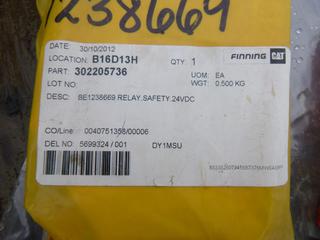 1238669
DATE: 30/10/2012
FINNING CAT
LOCATION: B16D13H QTY: 1
PART: 302205736 UOM: EA
LOT NO: WGT: 0.500 KG
DESC: BE1238669 RELAY,SAFETY.24VDC
CO/Line 0040751358/00006
DEL NO 5699324 / 001 DY1MSU